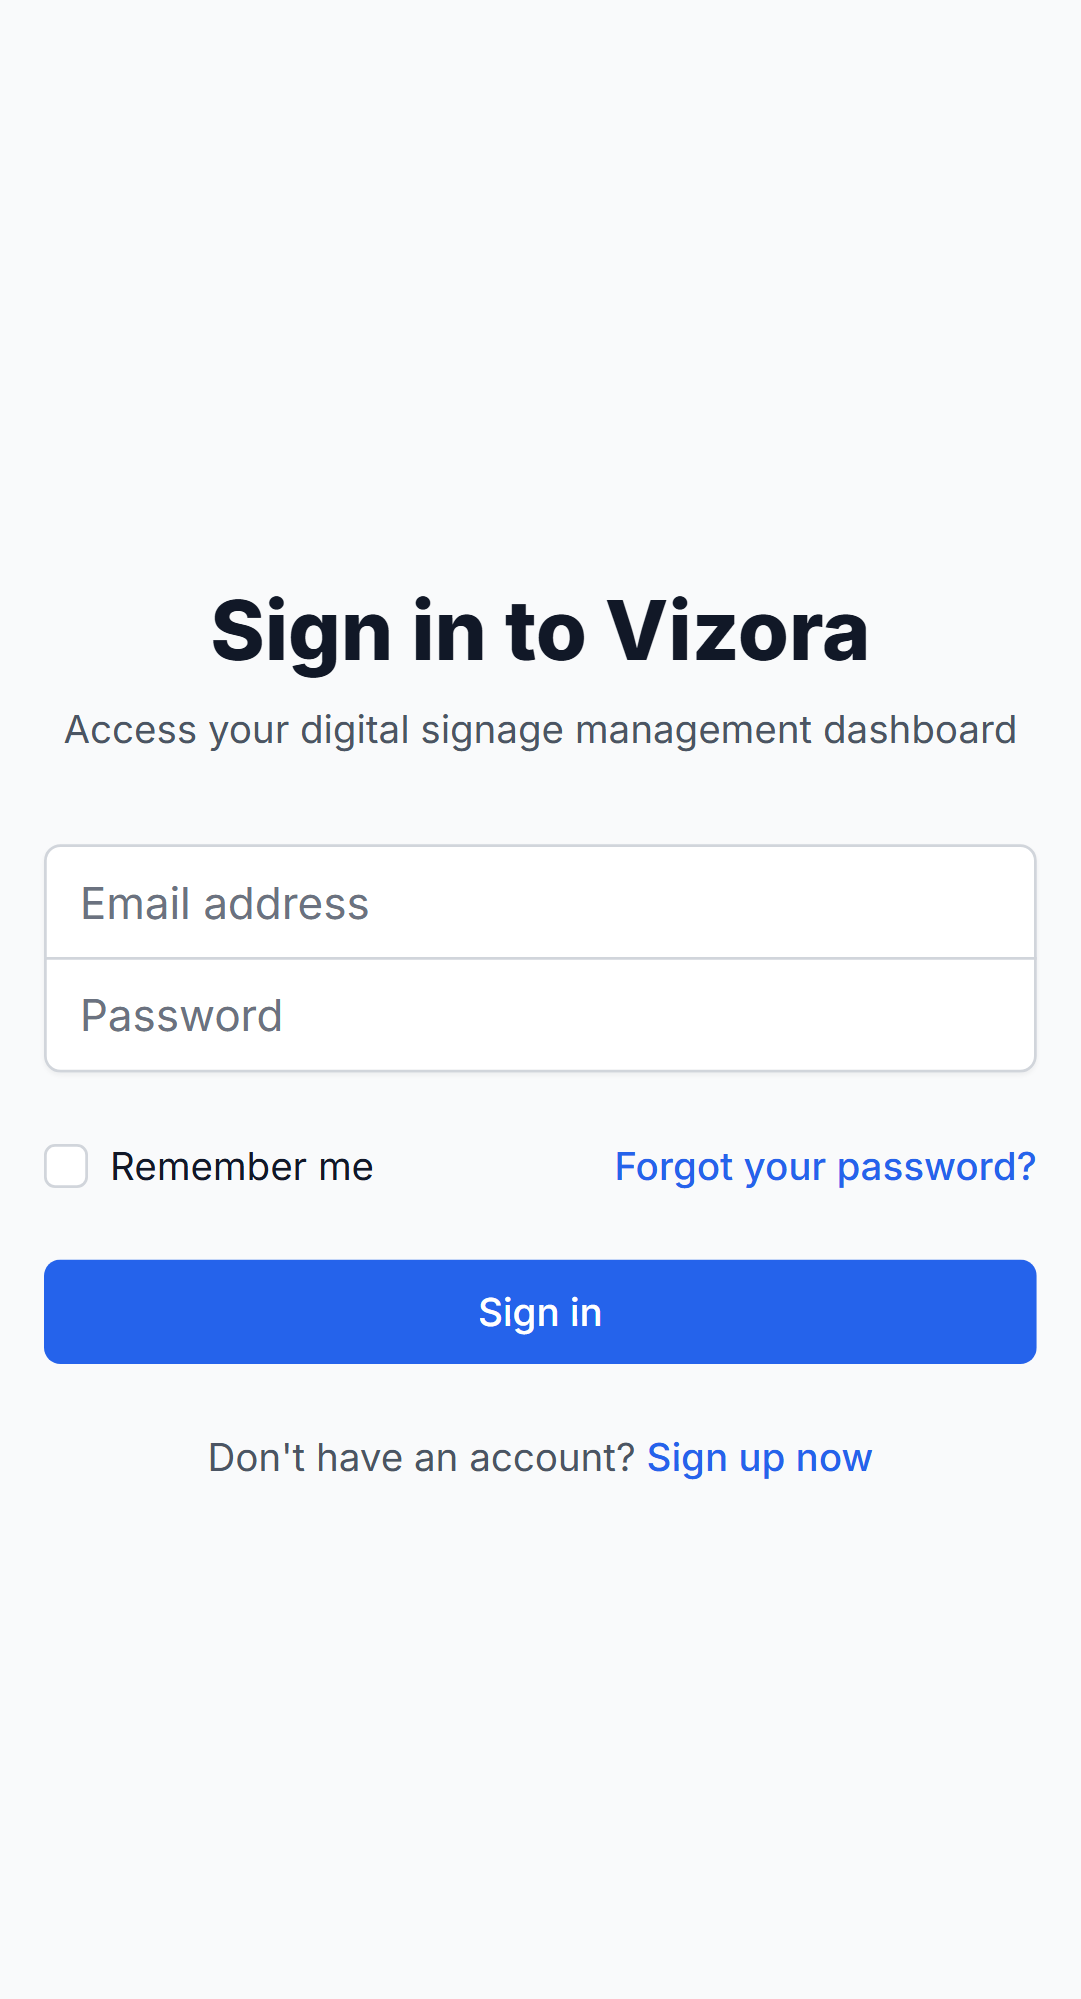 Sign in to Vizora
Access your digital signage management dashboard
Email address
Password
Remember me
Forgot your password?
Sign in
Don't have an account? Sign up now